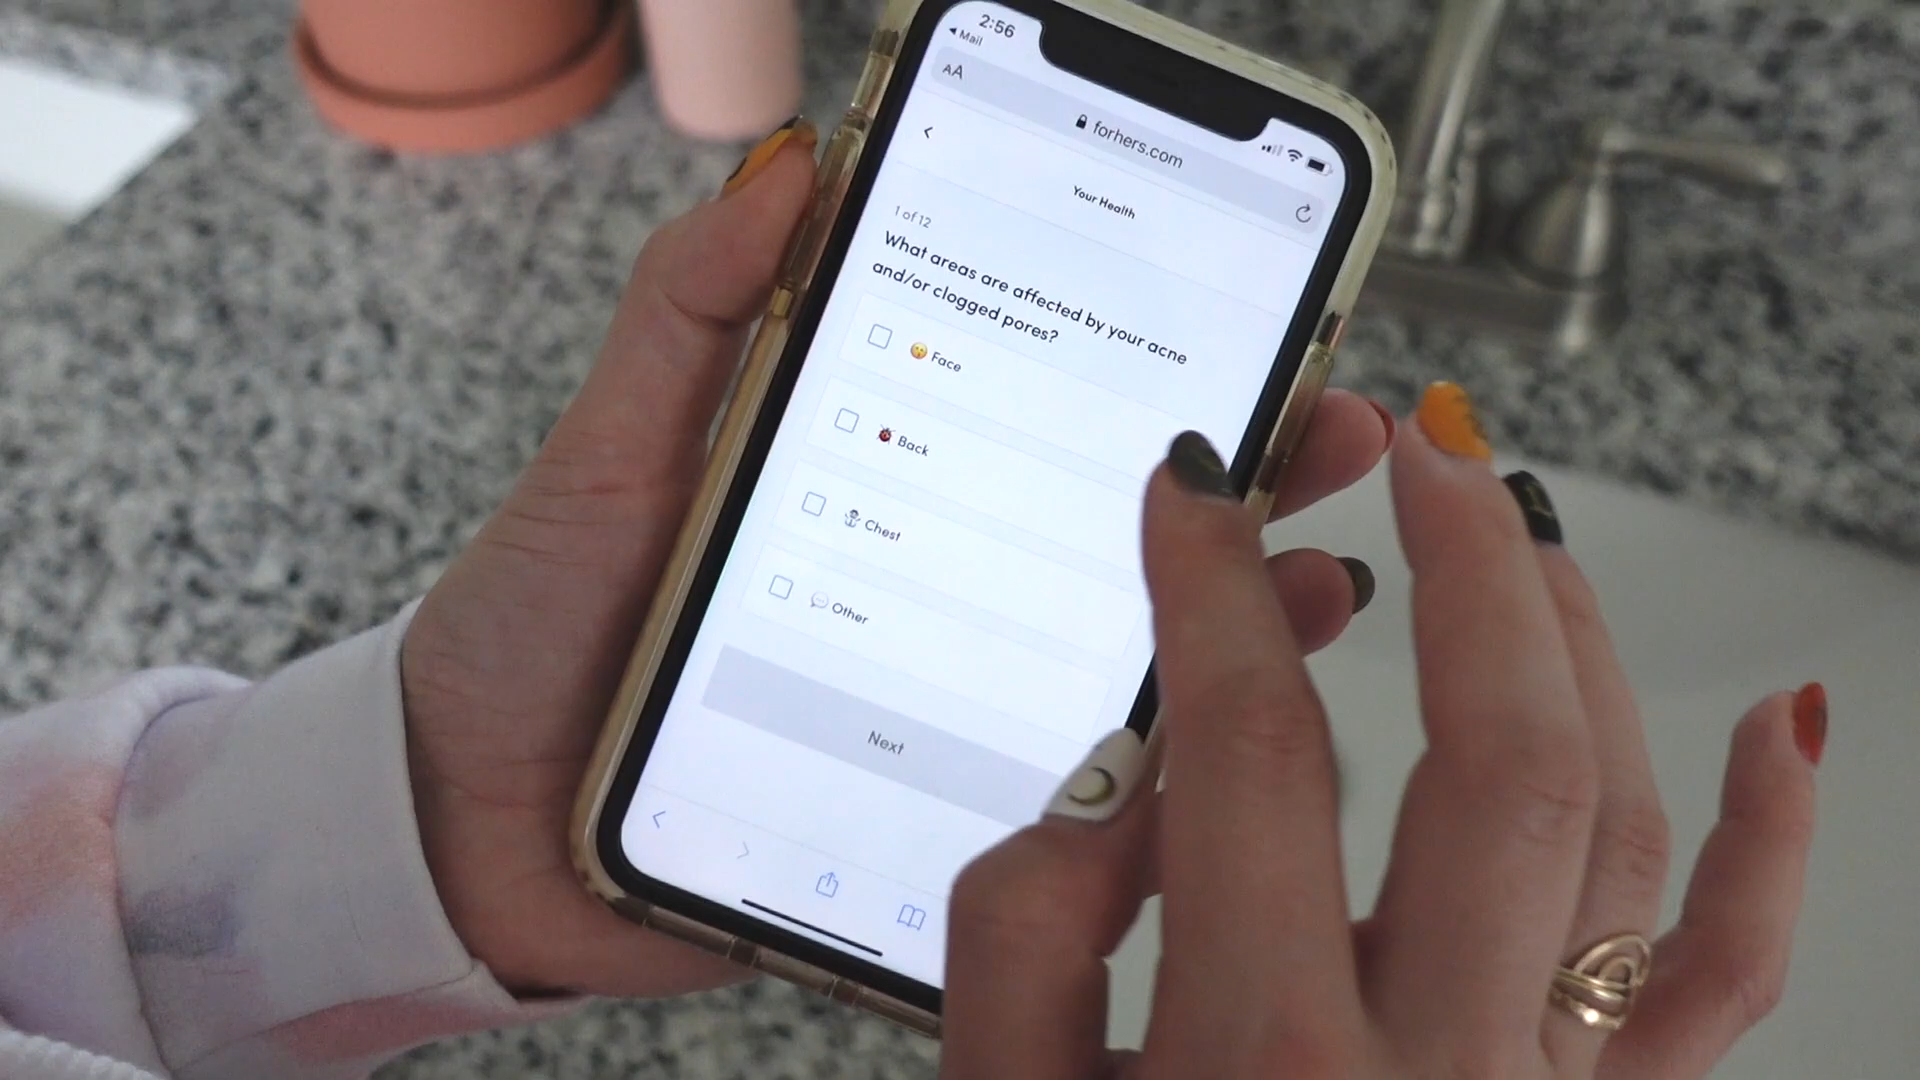 2:56
◀ Mail
AA
forhers.com
Your Health
1 of 12
What areas are affected by your acne
and/or clogged pores?
Face
Back
Chest
Other
Next